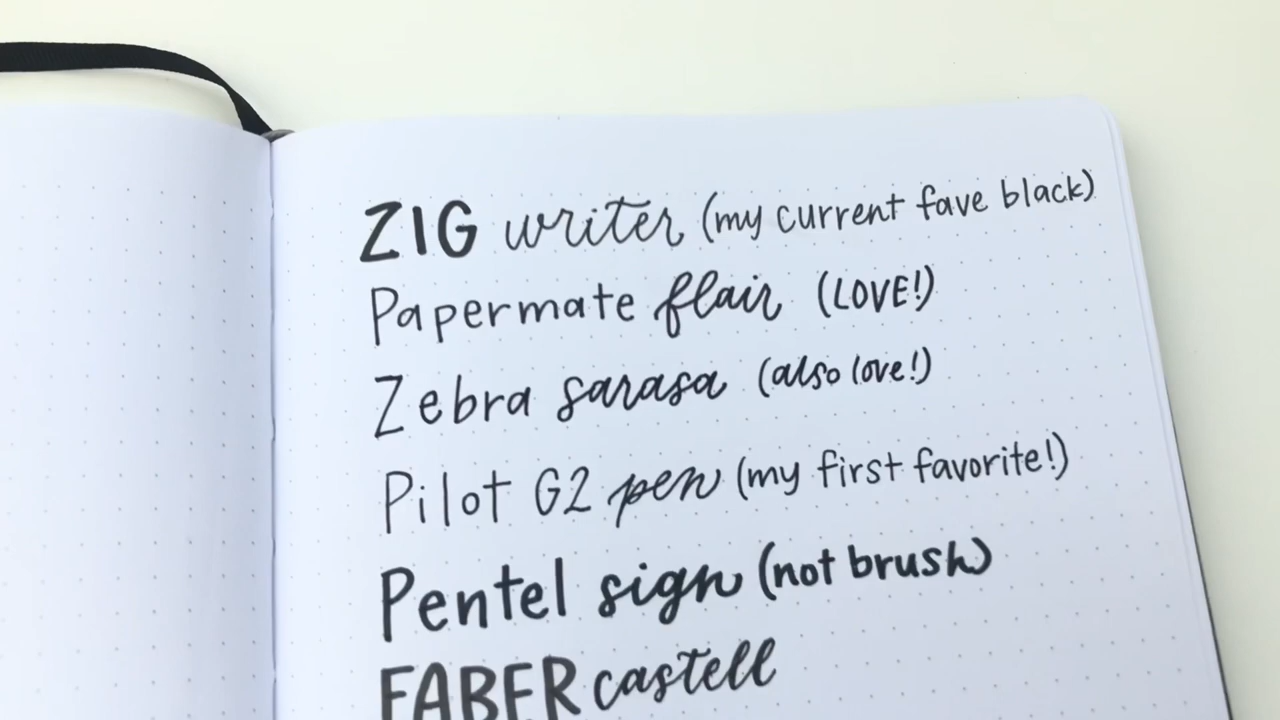 ZIG writer (my current fave black)
Papermate flair (LOVE!)
Zebra sarasa (also love!)
Pilot G2 pen (my first favorite!)
Pentel sign (not brush)
FABER castell